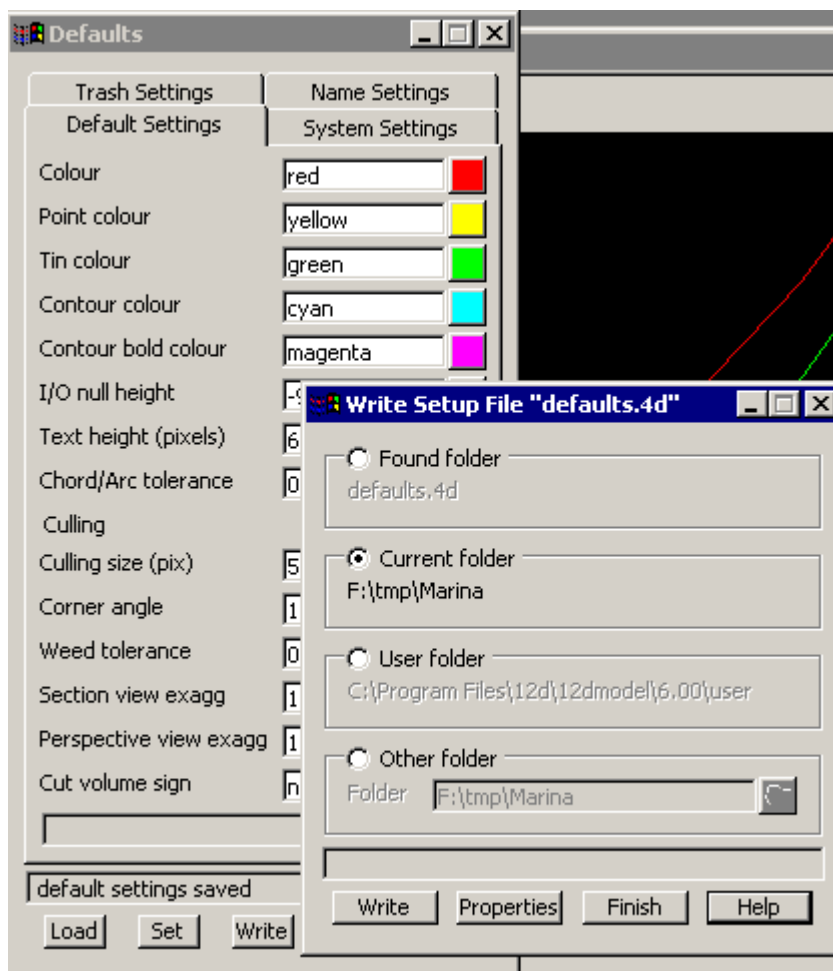 Defaults
Trash Settings
Name Settings
Default Settings
System Settings
Colour
red
Point colour
yellow
Tin colour
green
Contour colour
cyan
Contour bold colour
magenta
I/O null height
Text height (pixels)
6
Chord/Arc tolerance
0
Culling
Culling size (pix)
5
Corner angle
1
Weed tolerance
0
Section view exagg
1
Perspective view exagg
1
Cut volume sign
n
default settings saved
Load
Set
Write
Write Setup File "defaults.4d"
Found folder
defaults.4d
Current folder
F:\tmp\Marina
User folder
C:\Program Files\12d\12dmodel\6.00\user
Other folder
Folder
F:\tmp\Marina
Write
Properties
Finish
Help